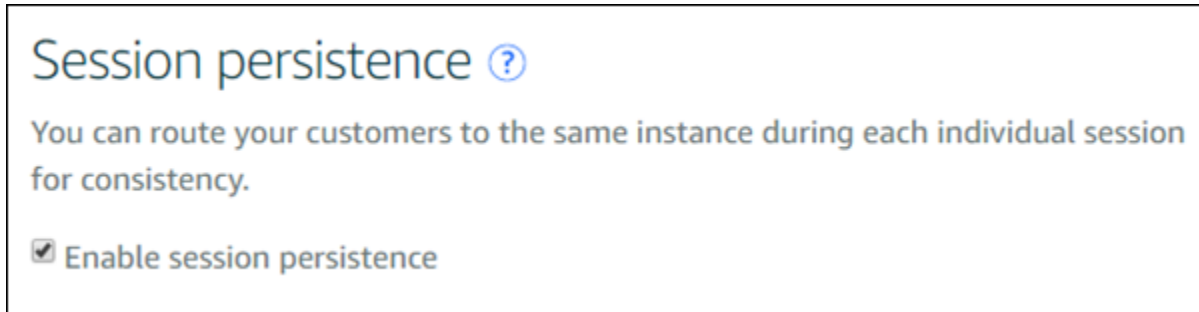 Session persistence ?
You can route your customers to the same instance during each individual session
for consistency.
Enable session persistence